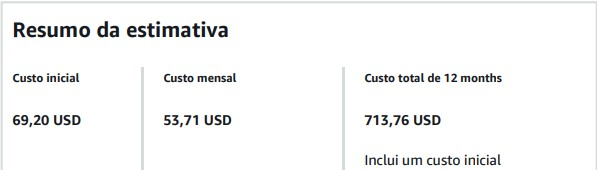 Resumo da estimativa
Custo inicial
Custo mensal
Custo total de 12 months
69,20 USD
53,71 USD
713,76 USD
Inclui um custo inicial